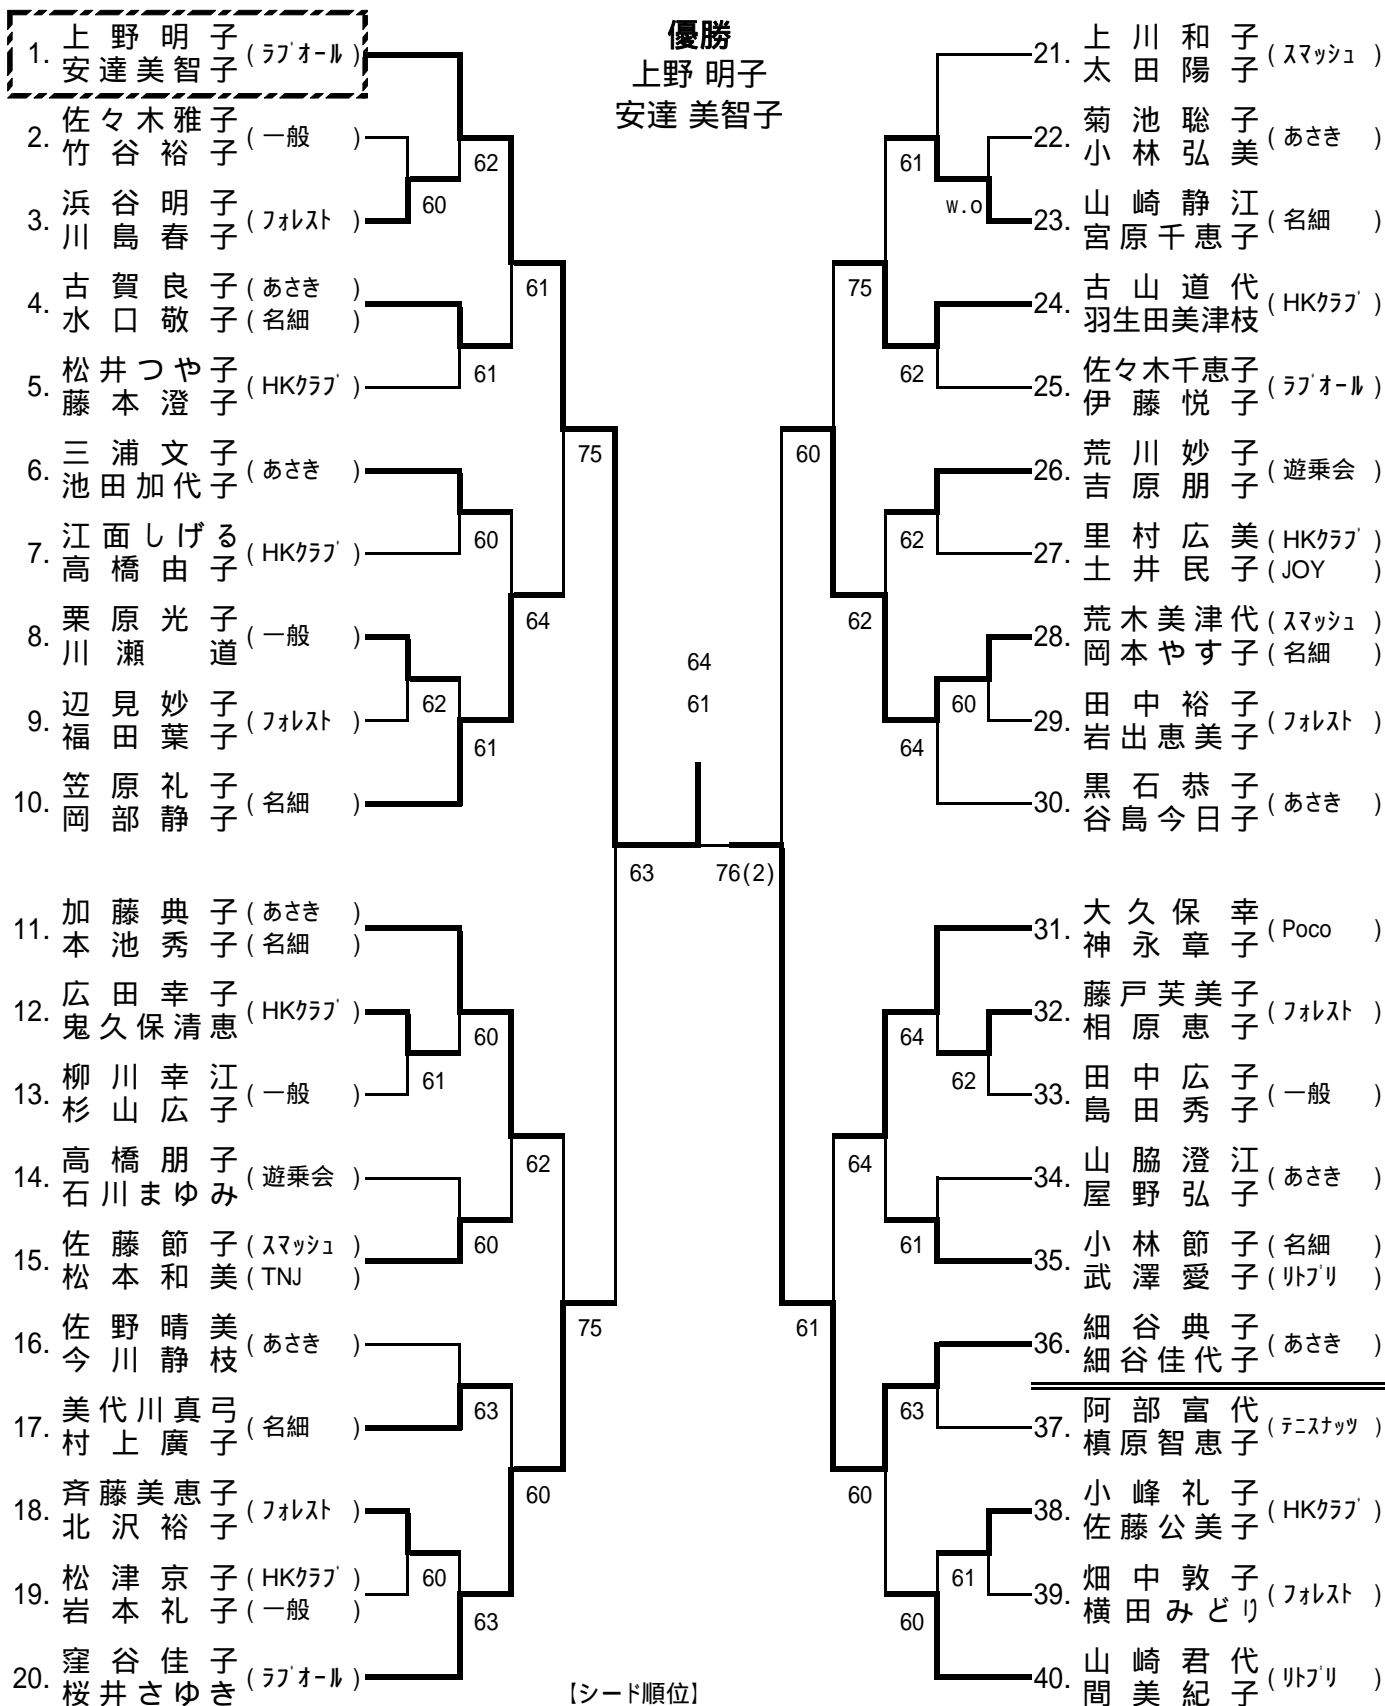 優勝
上野 明子
安達 美智子
1. 上野明子 安達美智子 (ラブオール)
2. 佐々木雅子 竹谷裕子 (一般)
3. 浜谷明子 川島春子 (フォレスト)
4. 古賀良子 (あさき) 水口敬子 (名細)
5. 松井つや子 藤本澄子 (HKクラブ)
6. 三浦文子 池田加代子 (あさき)
7. 江面しげる 高橋由子 (HKクラブ)
8. 栗原光子 川瀬道 (一般)
9. 辺見妙子 福田葉子 (フォレスト)
10. 笠原礼子 岡部静子 (名細)
11. 加藤典子 (あさき) 本池秀子 (名細)
12. 広田幸子 鬼久保清恵 (HKクラブ)
13. 柳川幸江 杉山広子 (一般)
14. 高橋朋子 石川まゆみ (遊乗会)
15. 佐藤節子 (スマッシュ) 松本和美 (TNJ)
16. 佐野晴美 今川静枝 (あさき)
17. 美代川真弓 村上廣子 (名細)
18. 斉藤美恵子 北沢裕子 (フォレスト)
19. 松津京子 (HKクラブ) 岩本礼子 (一般)
20. 窪谷佳子 桜井さゆき (ラブオール)
62
60
61
61
75
60
64
62
61
64
61
63
76(2)
60
61
62
60
75
63
60
60
63
21. 上川和子 太田陽子 (スマッシュ)
22. 菊池聡子 小林弘美 (あさき)
23. 山崎静江 宮原千恵子 (名細)
24. 古山道代 羽生田美津枝 (HKクラブ)
25. 佐々木千恵子 伊藤悦子 (ラブオール)
26. 荒川妙子 吉原朋子 (遊乗会)
27. 里村広美 (HKクラブ) 土井民子 (JOY)
28. 荒木美津代 (スマッシュ) 岡本やす子 (名細)
29. 田中裕子 岩出恵美子 (フォレスト)
30. 黒石恭子 谷島今日子 (あさき)
31. 大久保幸 神永章子 (Poco)
32. 藤戸芙美子 相原恵子 (フォレスト)
33. 田中広子 島田秀子 (一般)
34. 山脇澄江 屋野弘子 (あさき)
35. 小林節子 (名細) 武澤愛子 (リトプリ)
36. 細谷典子 細谷佳代子 (あさき)
37. 阿部富代 槙原智恵子 (テニスナッツ)
38. 小峰礼子 佐藤公美子 (HKクラブ)
39. 畑中敦子 横田みどり (フォレスト)
40. 山崎君代 間美紀子 (リトプリ)
61
w.o
75
62
60
62
62
60
64
64
62
64
61
61
63
60
61
60
【シード順位】